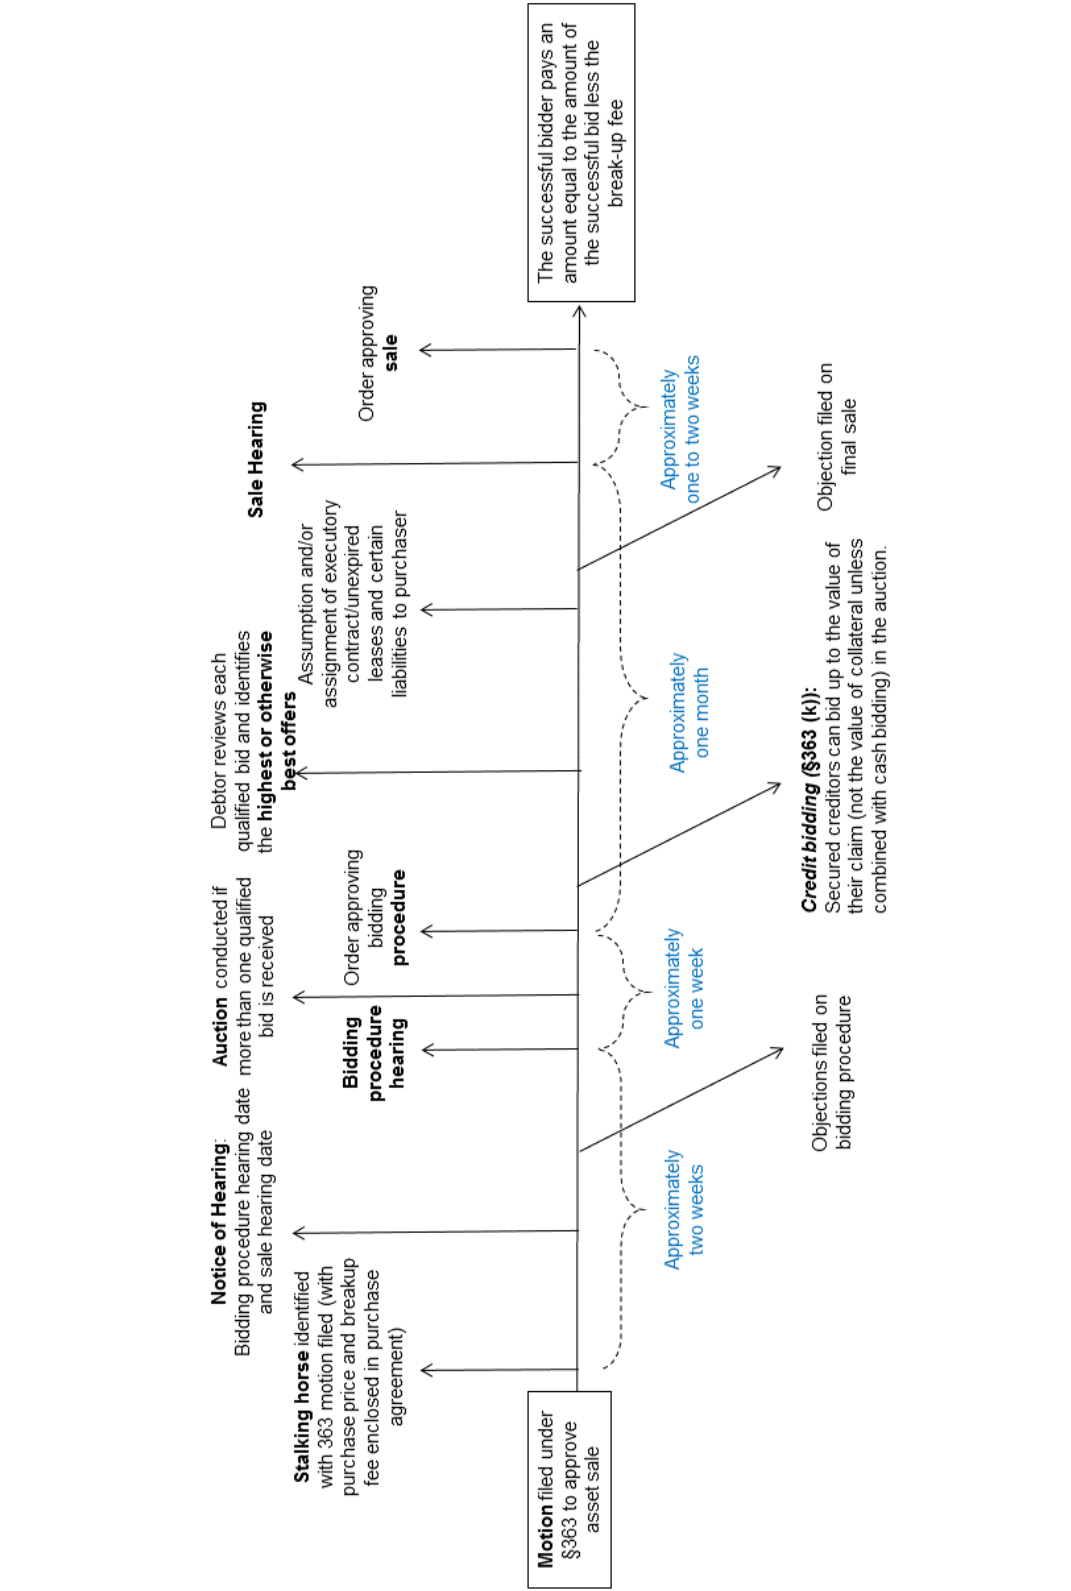 Motion filed under
§363 to approve
asset sale
Stalking horse identified
with 363 motion filed (with
purchase price and breakup
fee enclosed in purchase
agreement)
Notice of Hearing:
Bidding procedure hearing date
and sale hearing date
Bidding
procedure
hearing
Auction conducted if
more than one qualified
bid is received
Order approving
bidding
procedure
Debtor reviews each
qualified bid and identifies
the highest or otherwise
best offers
Assumption and/or
assignment of executory
contract/unexpired
leases and certain
liabilities to purchaser
Sale Hearing
Order approving
sale
The successful bidder pays an
amount equal to the amount of
the successful bid less the
break-up fee
Approximately
two weeks
Approximately
one week
Approximately
one month
Approximately
one to two weeks
Objections filed on
bidding procedure
Credit bidding (§363 (k)):
Secured creditors can bid up to the value of
their claim (not the value of collateral unless
combined with cash bidding) in the auction.
Objection filed on
final sale